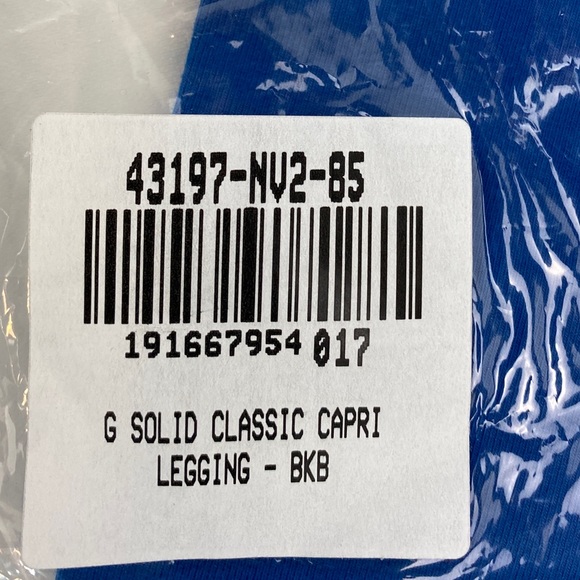 43197-NV2-85
191667954 017
G SOLID CLASSIC CAPRI
LEGGING - BKB